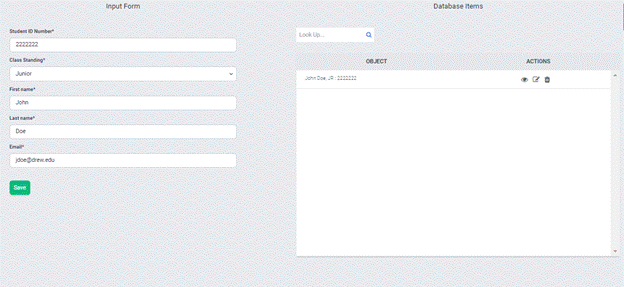 Input Form
Student ID Number*
2222222
Class Standing*
Junior
First name*
John
Last name*
Doe
Email*
jdoe@drew.edu
Save
Database Items
Look Up...
OBJECT ACTIONS
John Doe, JR : 2222222